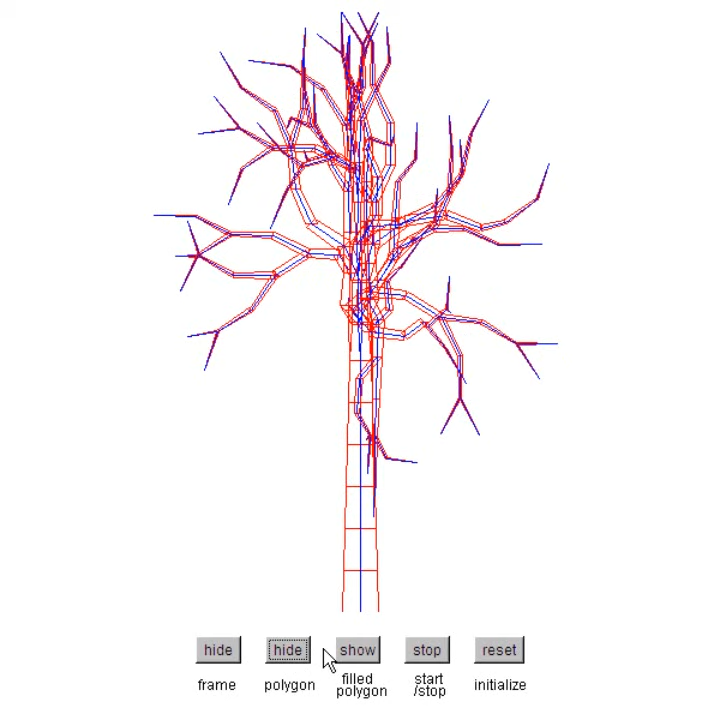 hide hide show stop reset
frame polygon filled polygon start /stop initialize